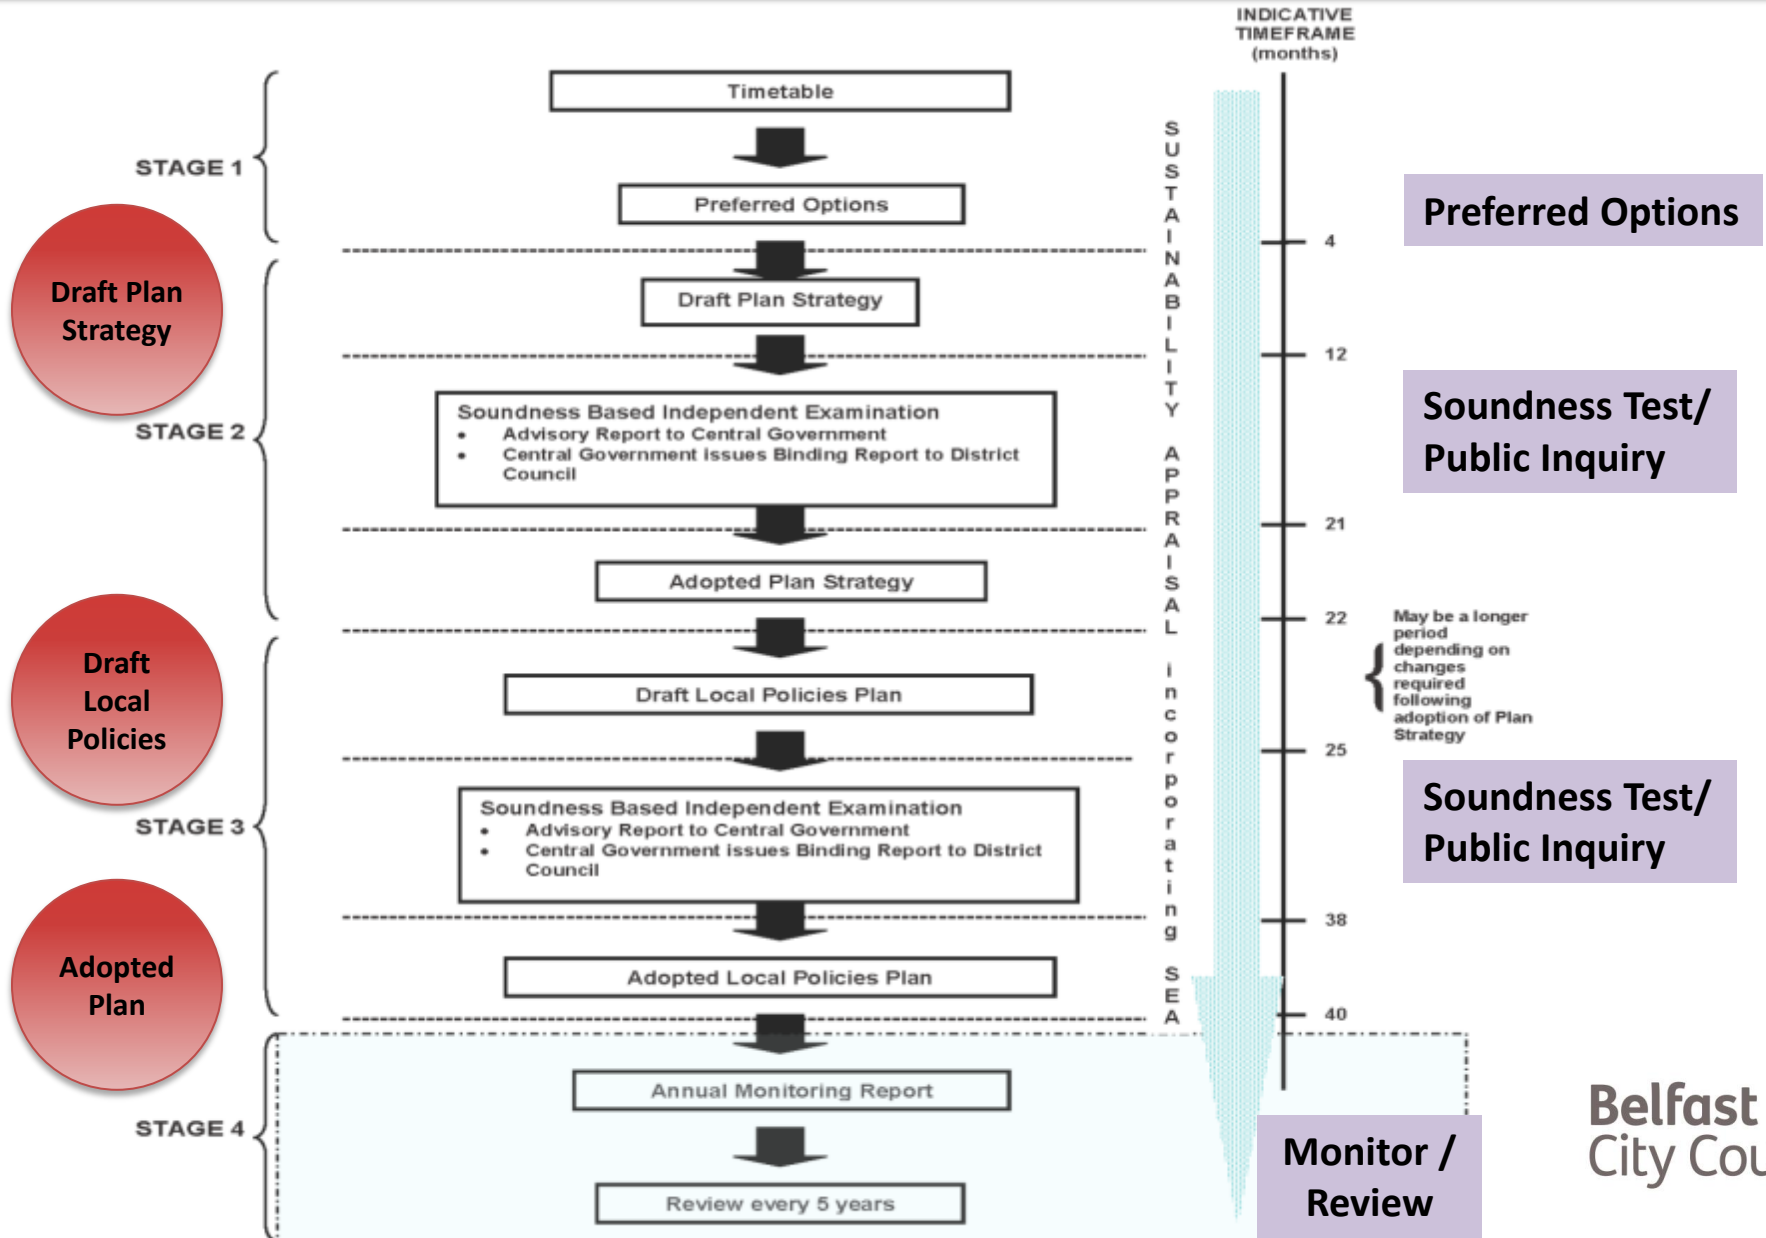 INDICATIVE
TIMEFRAME
(months)
Timetable
STAGE 1
Preferred Options
Preferred Options
4
Draft Plan
Strategy
Draft Plan Strategy
12
STAGE 2
Soundness Based Independent Examination
• Advisory Report to Central Government
• Central Government issues Binding Report to District
Council
Soundness Test/
Public Inquiry
21
Adopted Plan Strategy
22
May be a longer
period
depending on
changes
required
following
adoption of Plan
Strategy
Draft
Local
Policies
Draft Local Policies Plan
25
STAGE 3
Soundness Based Independent Examination
• Advisory Report to Central Government
• Central Government issues Binding Report to District
Council
Soundness Test/
Public Inquiry
38
Adopted
Plan
Adopted Local Policies Plan
40
SUSTAINABILITY APPRAISAL incorporating SEA
STAGE 4
Annual Monitoring Report
Review every 5 years
Monitor /
Review
Belfast
City Cou